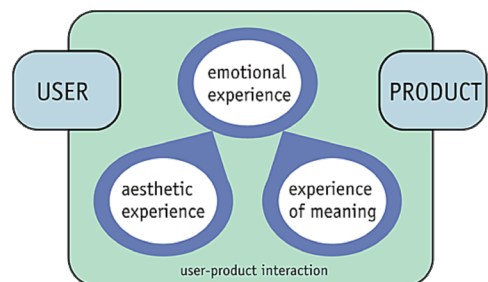 emotional
experience
USER
PRODUCT
aesthetic
experience
experience
of meaning
user-product interaction